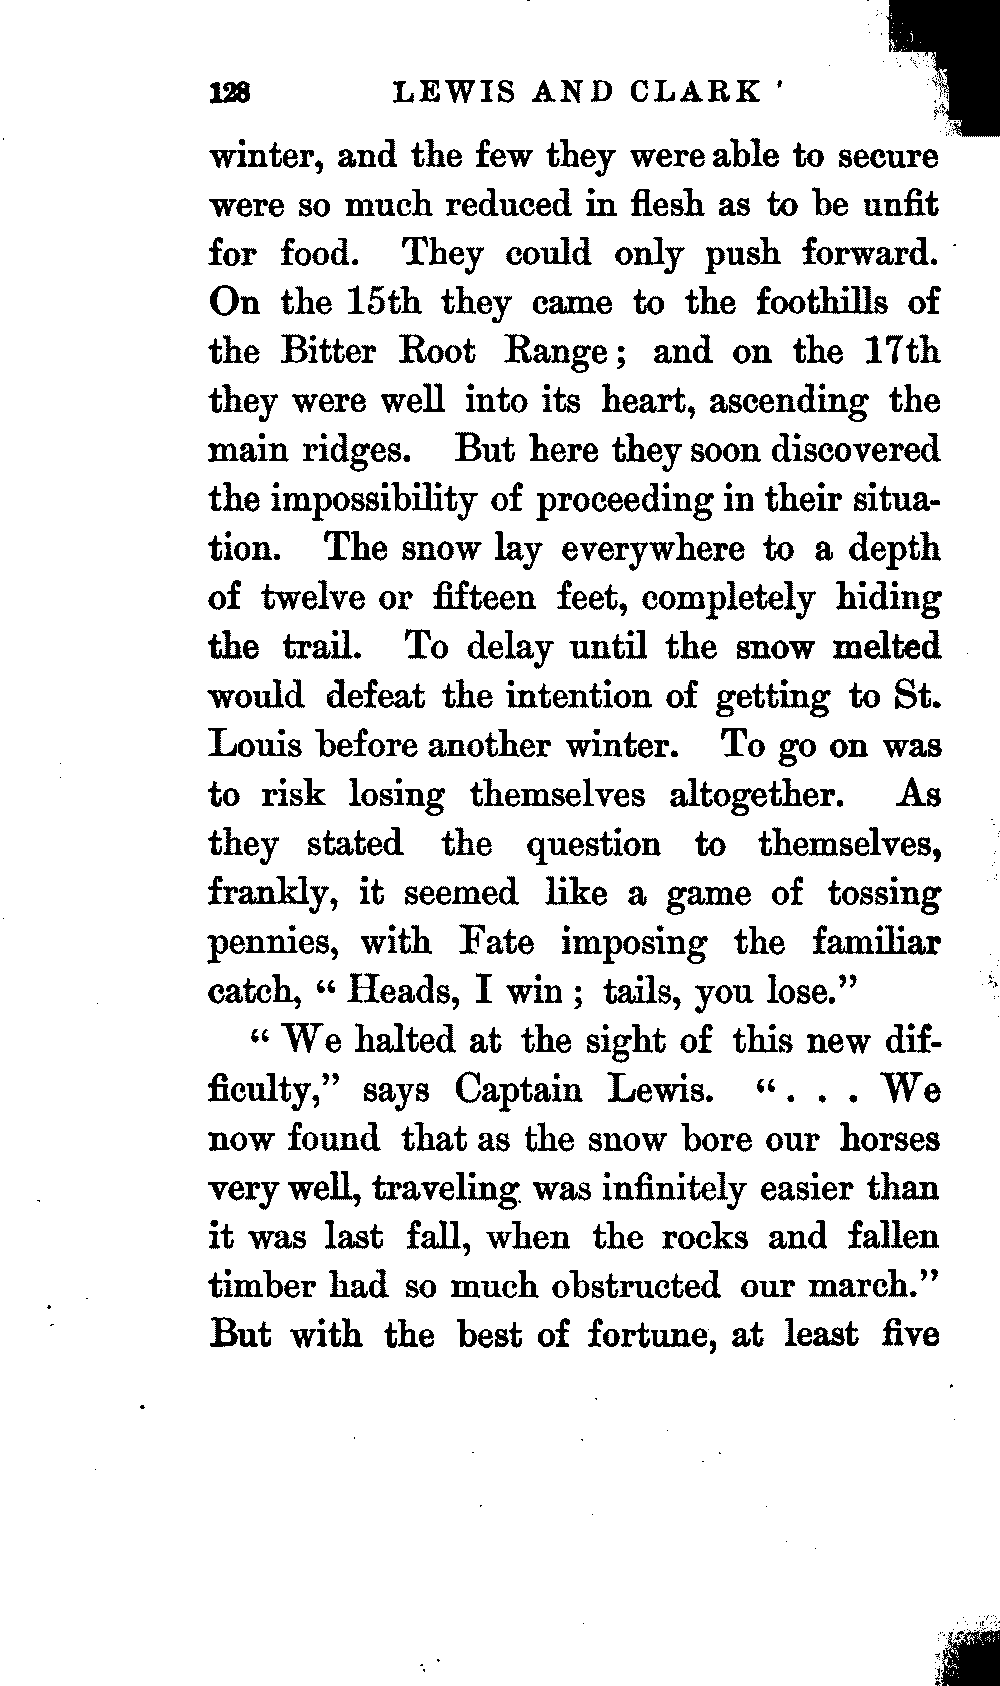 128 LEWIS AND CLARK
winter, and the few they were able to secure
were so much reduced in flesh as to be unfit
for food. They could only push forward.
On the 15th they came to the foothills of
the Bitter Root Range; and on the 17th
they were well into its heart, ascending the
main ridges. But here they soon discovered
the impossibility of proceeding in their situa-
tion. The snow lay everywhere to a depth
of twelve or fifteen feet, completely hiding
the trail. To delay until the snow melted
would defeat the intention of getting to St.
Louis before another winter. To go on was
to risk losing themselves altogether. As
they stated the question to themselves,
frankly, it seemed like a game of tossing
pennies, with Fate imposing the familiar
catch, “ Heads, I win ; tails, you lose.”
“ We halted at the sight of this new dif-
ficulty,” says Captain Lewis. “ . . . We
now found that as the snow bore our horses
very well, traveling was infinitely easier than
it was last fall, when the rocks and fallen
timber had so much obstructed our march.”
But with the best of fortune, at least five